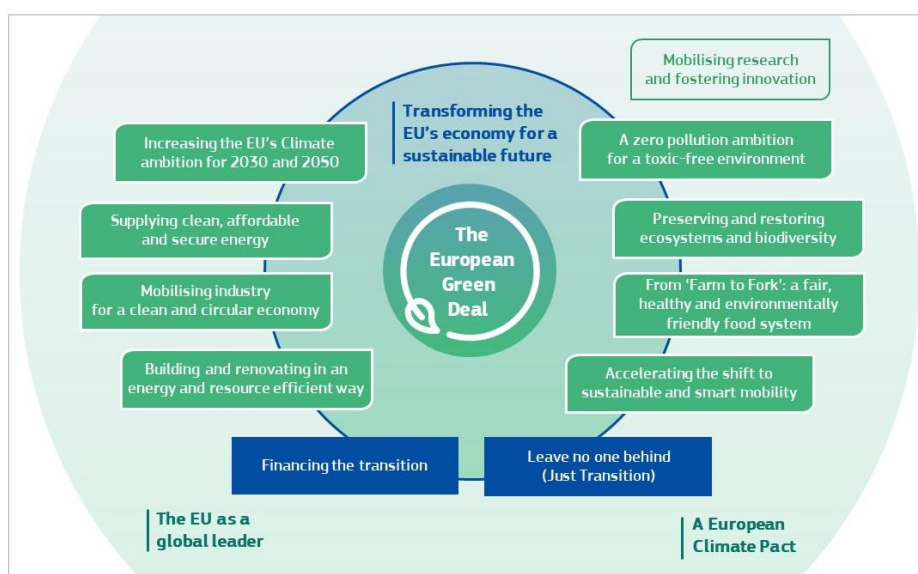 Mobilising research
and fostering innovation
Transforming the
EU's economy for a
sustainable future
Increasing the EU's Climate
ambition for 2030 and 2050
A zero pollution ambition
for a toxic-free environment
Supplying clean, affordable
and secure energy
Preserving and restoring
ecosystems and biodiversity
The
European
Green
Deal
Mobilising industry
for a clean and circular economy
From ‘Farm to Fork’: a fair,
healthy and environmentally
friendly food system
Building and renovating in an
energy and resource efficient way
Accelerating the shift to
sustainable and smart mobility
Financing the transition
Leave no one behind
(Just Transition)
The EU as a
global leader
A European
Climate Pact